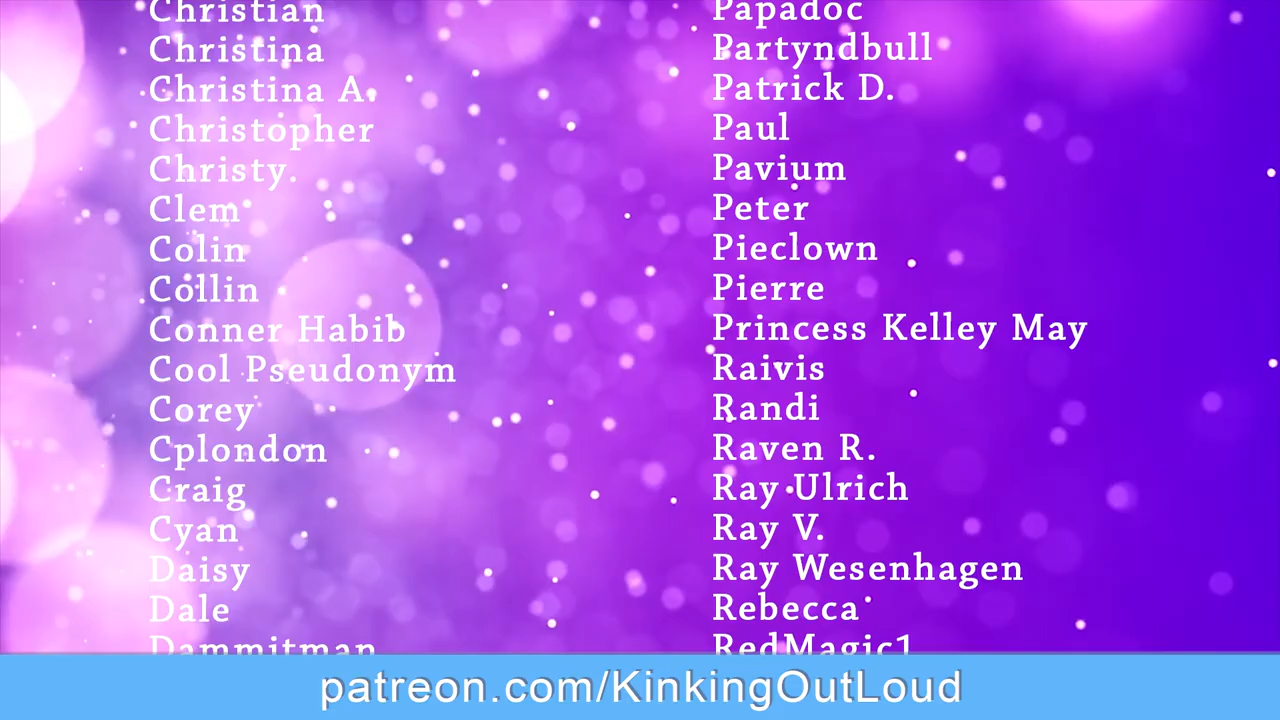 Christian
Christina
Christina A.
Christopher
Christy.
Clem
Colin
Collin
Conner Habib
Cool Pseudonym
Corey
Cplondon
Craig
Cyan
Daisy
Dale
Dammitman
Papadoc
Partyndbull
Patrick D.
Paul
Pavium
Peter
Pieclown
Pierre
Princess Kelley May
Raivis
Randi
Raven R.
Ray Ulrich
Ray V.
Ray Wesenhagen
Rebecca
RedMagic1
patreon.com/KinkingOutLoud